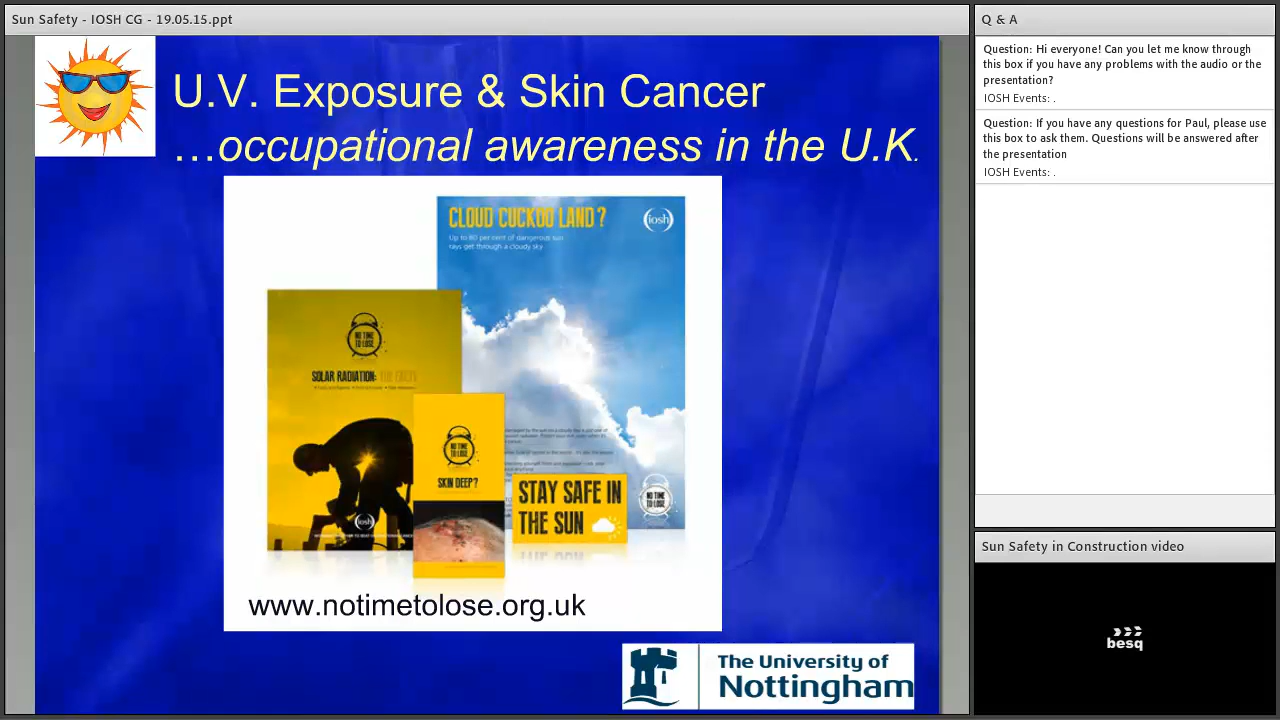 Sun Safety - IOSH CG - 19.05.15.ppt
U.V. Exposure & Skin Cancer
…occupational awareness in the U.K.
CLOUD CUCKOO LAND?
iosh
Up to 80 per cent of dangerous sun
rays get through a cloudy sky
NO TIME
TO LOSE
SOLAR RADIATION: THE FACTS
NO TIME
TO LOSE
SKIN DEEP?
STAY SAFE IN
THE SUN
NO TIME
TO LOSE
iosh
www.notimetolose.org.uk
The University of
Nottingham
Q & A
Question: Hi everyone! Can you let me know through
this box if you have any problems with the audio or the
presentation?
IOSH Events: .
Question: If you have any questions for Paul, please use
this box to ask them. Questions will be answered after
the presentation
IOSH Events: .
Sun Safety in Construction video
besq